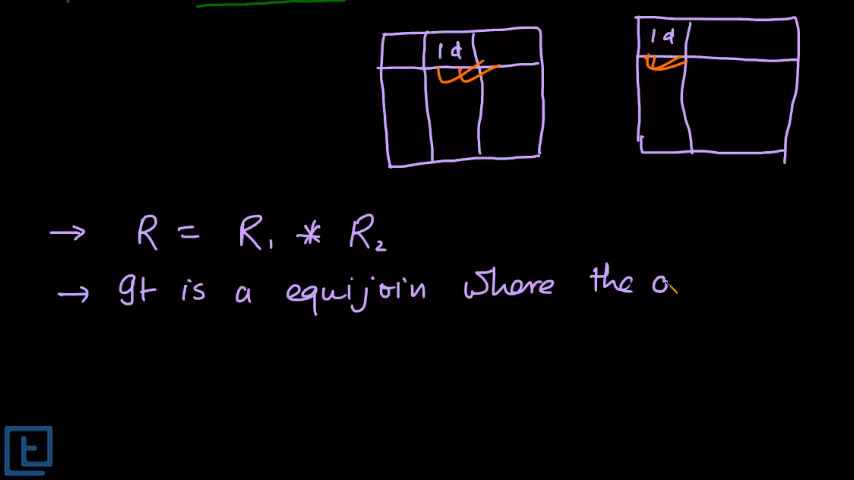 id id
→ R = R₁ * R₂
→ It is a equijoin where the a